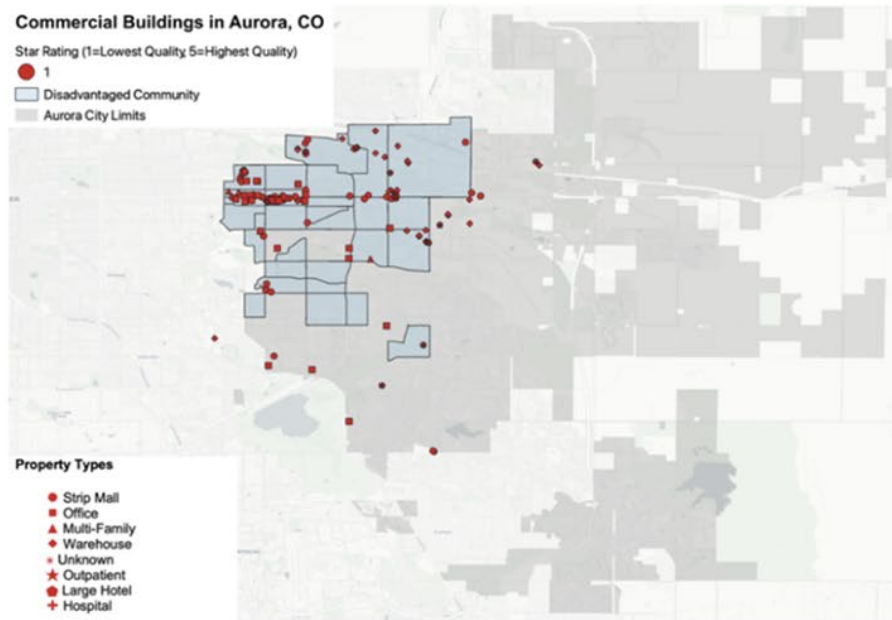 Commercial Buildings in Aurora, CO
Star Rating (1=Lowest Quality, 5=Highest Quality)
1
Disadvantaged Community
Aurora City Limits
Property Types
Strip Mall
Office
Multi-Family
Warehouse
Unknown
Outpatient
Large Hotel
Hospital